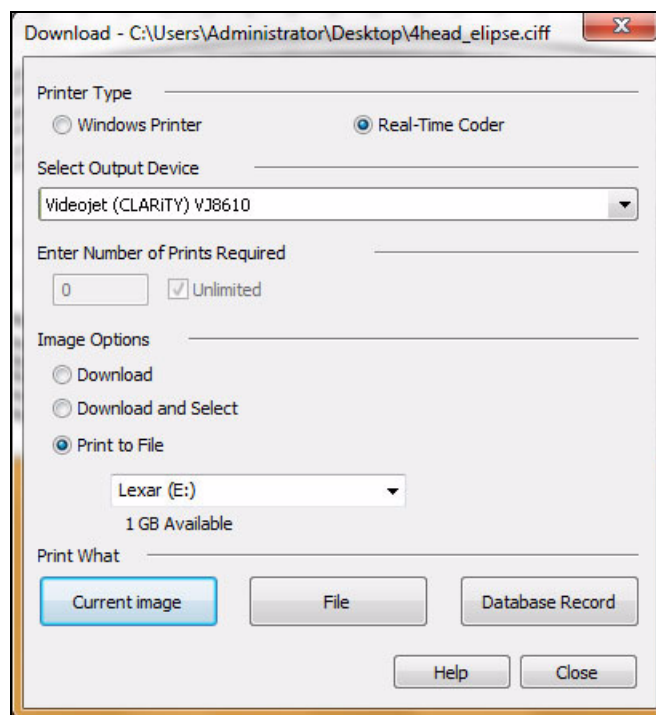 Download - C:\Users\Administrator\Desktop\4head_elipse.ciff
X
Printer Type
Windows Printer Real-Time Coder
Select Output Device
Videojet (CLARiTY) VJ8610
Enter Number of Prints Required
0 Unlimited
Image Options
Download
Download and Select
Print to File
Lexar (E:)
1 GB Available
Print What
Current image File Database Record
Help Close